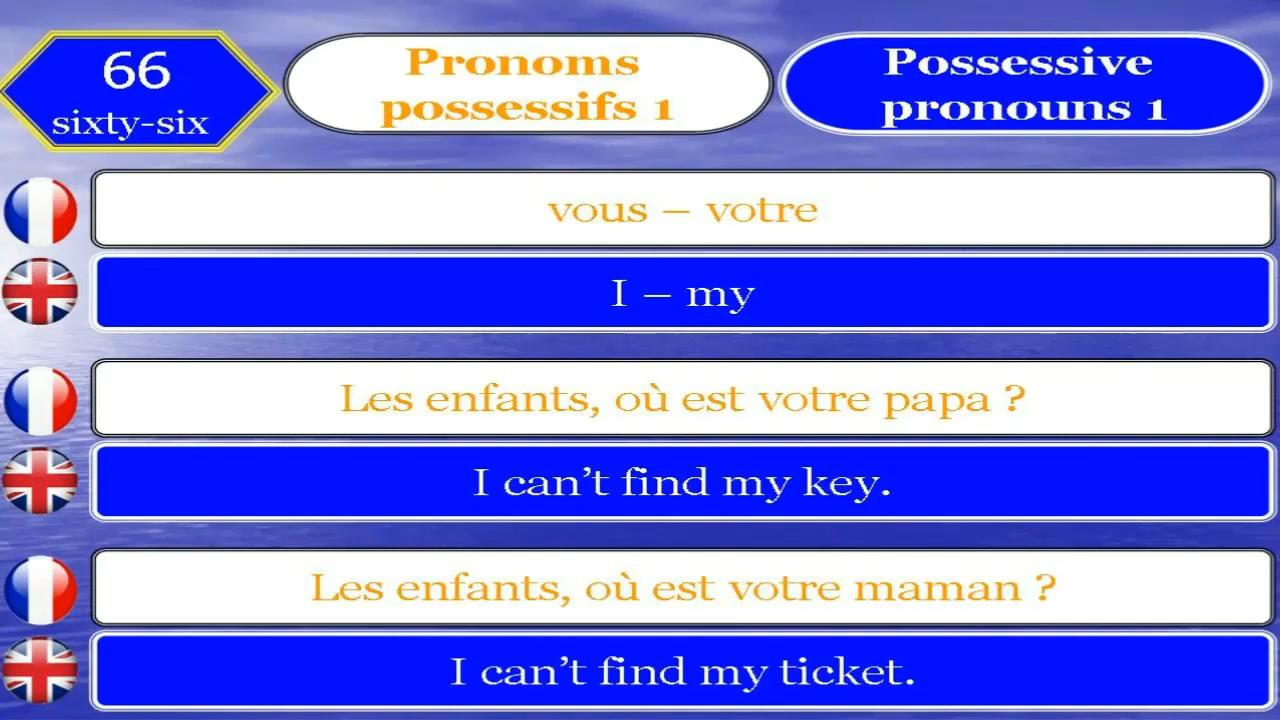 66
sixty-six
Pronoms
possessifs 1
Possessive
pronouns 1
vous – votre
I – my
Les enfants, où est votre papa ?
I can’t find my key.
Les enfants, où est votre maman ?
I can’t find my ticket.